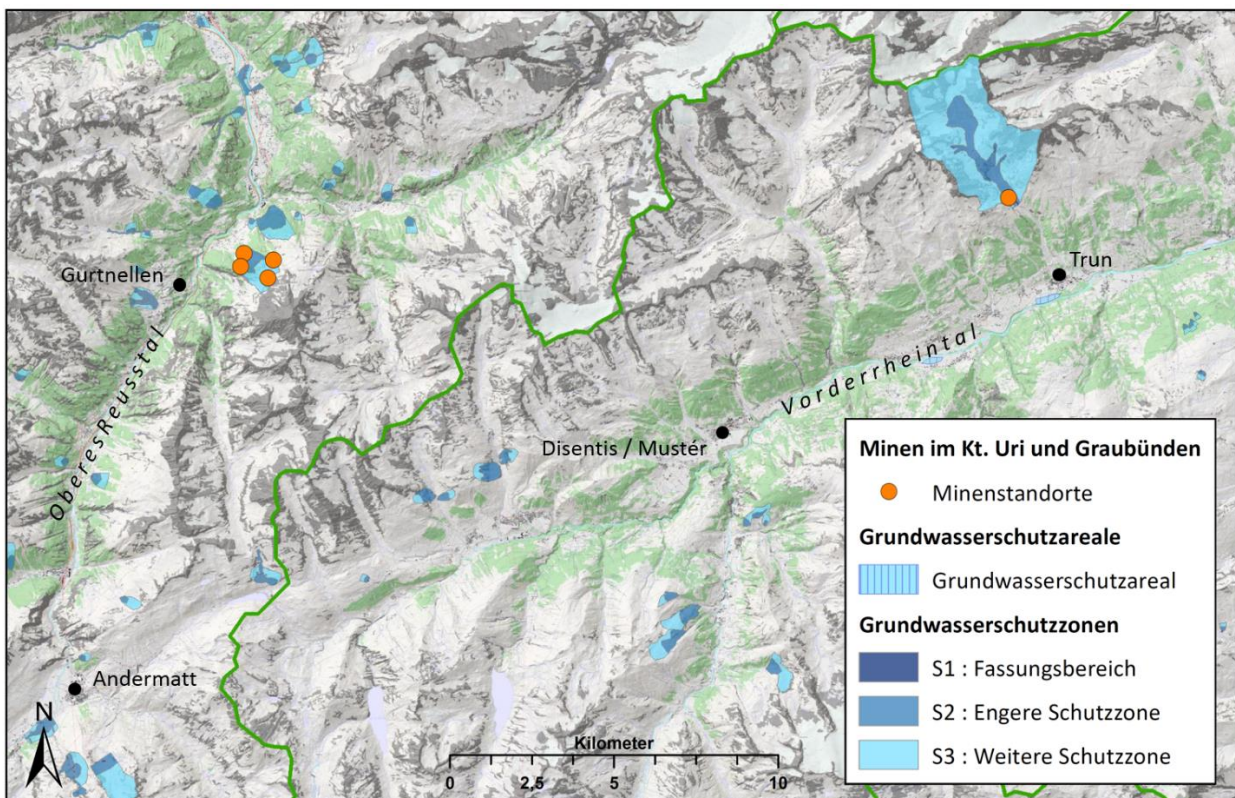 Gurtnellen
Trun
Oberes Reusstal
Vorderrheintal
Disentis / Mustér
Andermatt
N
Kilometer
0 2,5 5 10
Minen im Kt. Uri und Graubünden
Minenstandorte
Grundwasserschutzareale
Grundwasserschutzareal
Grundwasserschutzzonen
S1 : Fassungsbereich
S2 : Engere Schutzzone
S3 : Weitere Schutzzone